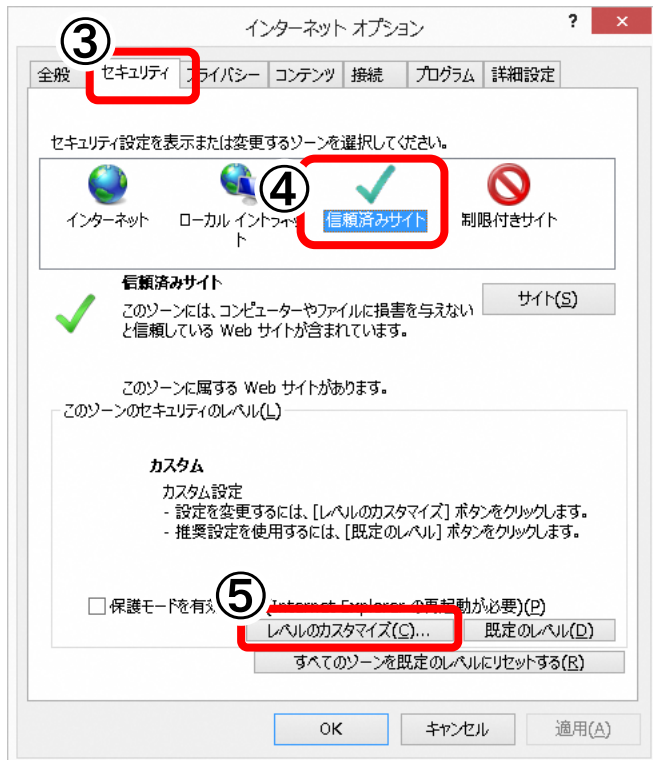 インターネット オプション
?
×
③
全般
セキュリティ
プライバシー
コンテンツ
接続
プログラム
詳細設定
セキュリティ設定を表示または変更するゾーンを選択してください。
④
インターネット
ローカル イントラネッ
ト
信頼済みサイト
制限付きサイト
信頼済みサイト
サイト(S)
このゾーンには、コンピューターやファイルに損害を与えない
と信頼している Web サイトが含まれています。
このゾーンに属する Web サイトがあります。
このゾーンのセキュリティのレベル(L)
カスタム
カスタム設定
- 設定を変更するには、[レベルのカスタマイズ] ボタンをクリックします。
- 推奨設定を使用するには、[既定のレベル] ボタンをクリックします。
⑤
保護モードを有効 (Internet Explorer の再起動が必要)(P)
レベルのカスタマイズ(C)...
既定のレベル(D)
すべてのゾーンを既定のレベルにリセットする(R)
OK
キャンセル
適用(A)